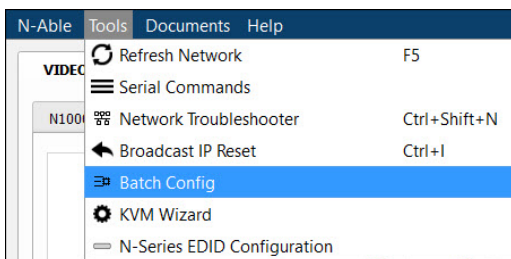 N-Able Tools Documents Help
VIDEO
Refresh Network F5
Serial Commands
N100
Network Troubleshooter Ctrl+Shift+N
Broadcast IP Reset Ctrl+I
Batch Config
KVM Wizard
N-Series EDID Configuration